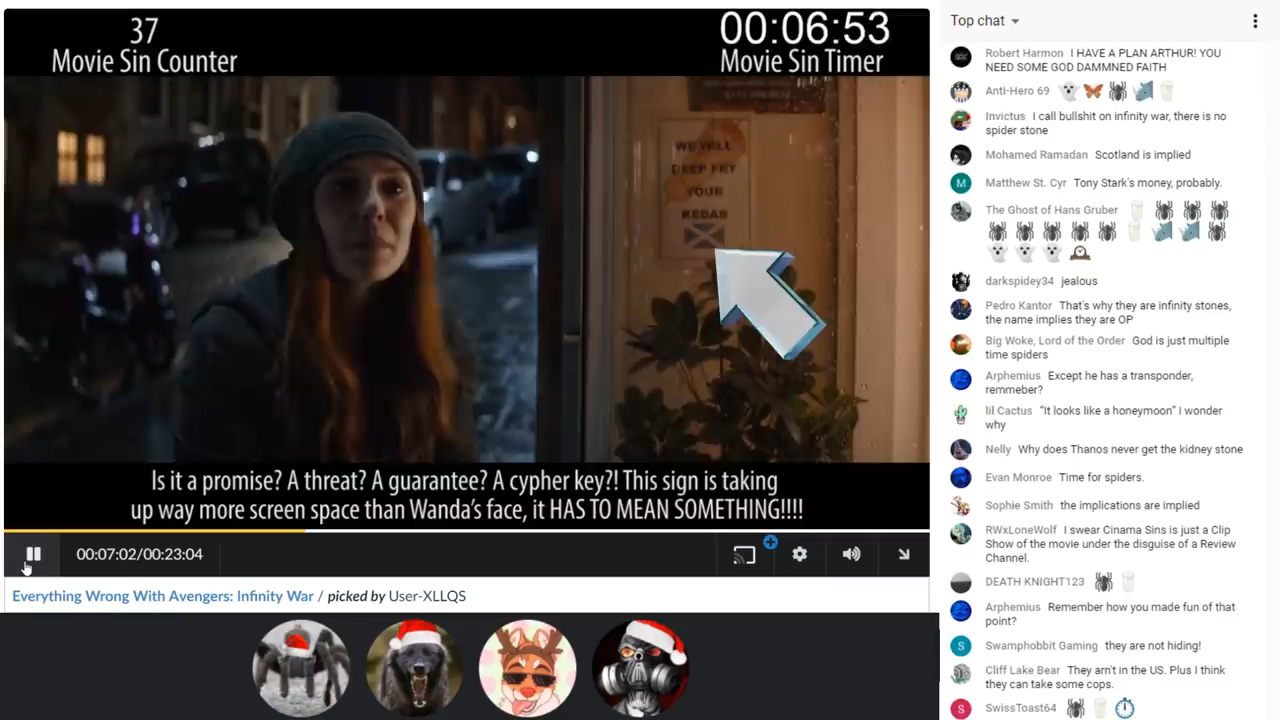 37
Movie Sin Counter
00:06:53
Movie Sin Timer
WE WILL
DEEP FRY
YOUR
KEBAB
Is it a promise? A threat? A guarantee? A cypher key?! This sign is taking
up way more screen space than Wanda's face, it HAS TO MEAN SOMETHING!!!!
00:07:02/00:23:04
Everything Wrong With Avengers: Infinity War / picked by User-XLLQS
Top chat
Robert Harmon I HAVE A PLAN ARTHUR! YOU
NEED SOME GOD DAMMNED FAITH
Anti-Hero 69
Invictus I call bullshit on infinity war, there is no
spider stone
Mohamed Ramadan Scotland is implied
M Matthew St. Cyr Tony Stark's money, probably.
The Ghost of Hans Gruber
darkspidey34 jealous
Pedro Kantor That's why they are infinity stones,
the name implies they are OP
Big Woke, Lord of the Order God is just multiple
time spiders
Arphemius Except he has a transponder,
remmeber?
lil Cactus “It looks like a honeymoon” I wonder
why
Nelly Why does Thanos never get the kidney stone
Evan Monroe Time for spiders.
Sophie Smith the implications are implied
RWxLoneWolf I swear Cinama Sins is just a Clip
Show of the movie under the disguise of a Review
Channel.
DEATH KNIGHT123
Arphemius Remember how you made fun of that
point?
S Swamphobbit Gaming they are not hiding!
Cliff Lake Bear They arn't in the US. Plus I think
they can take some cops.
S SwissToast64